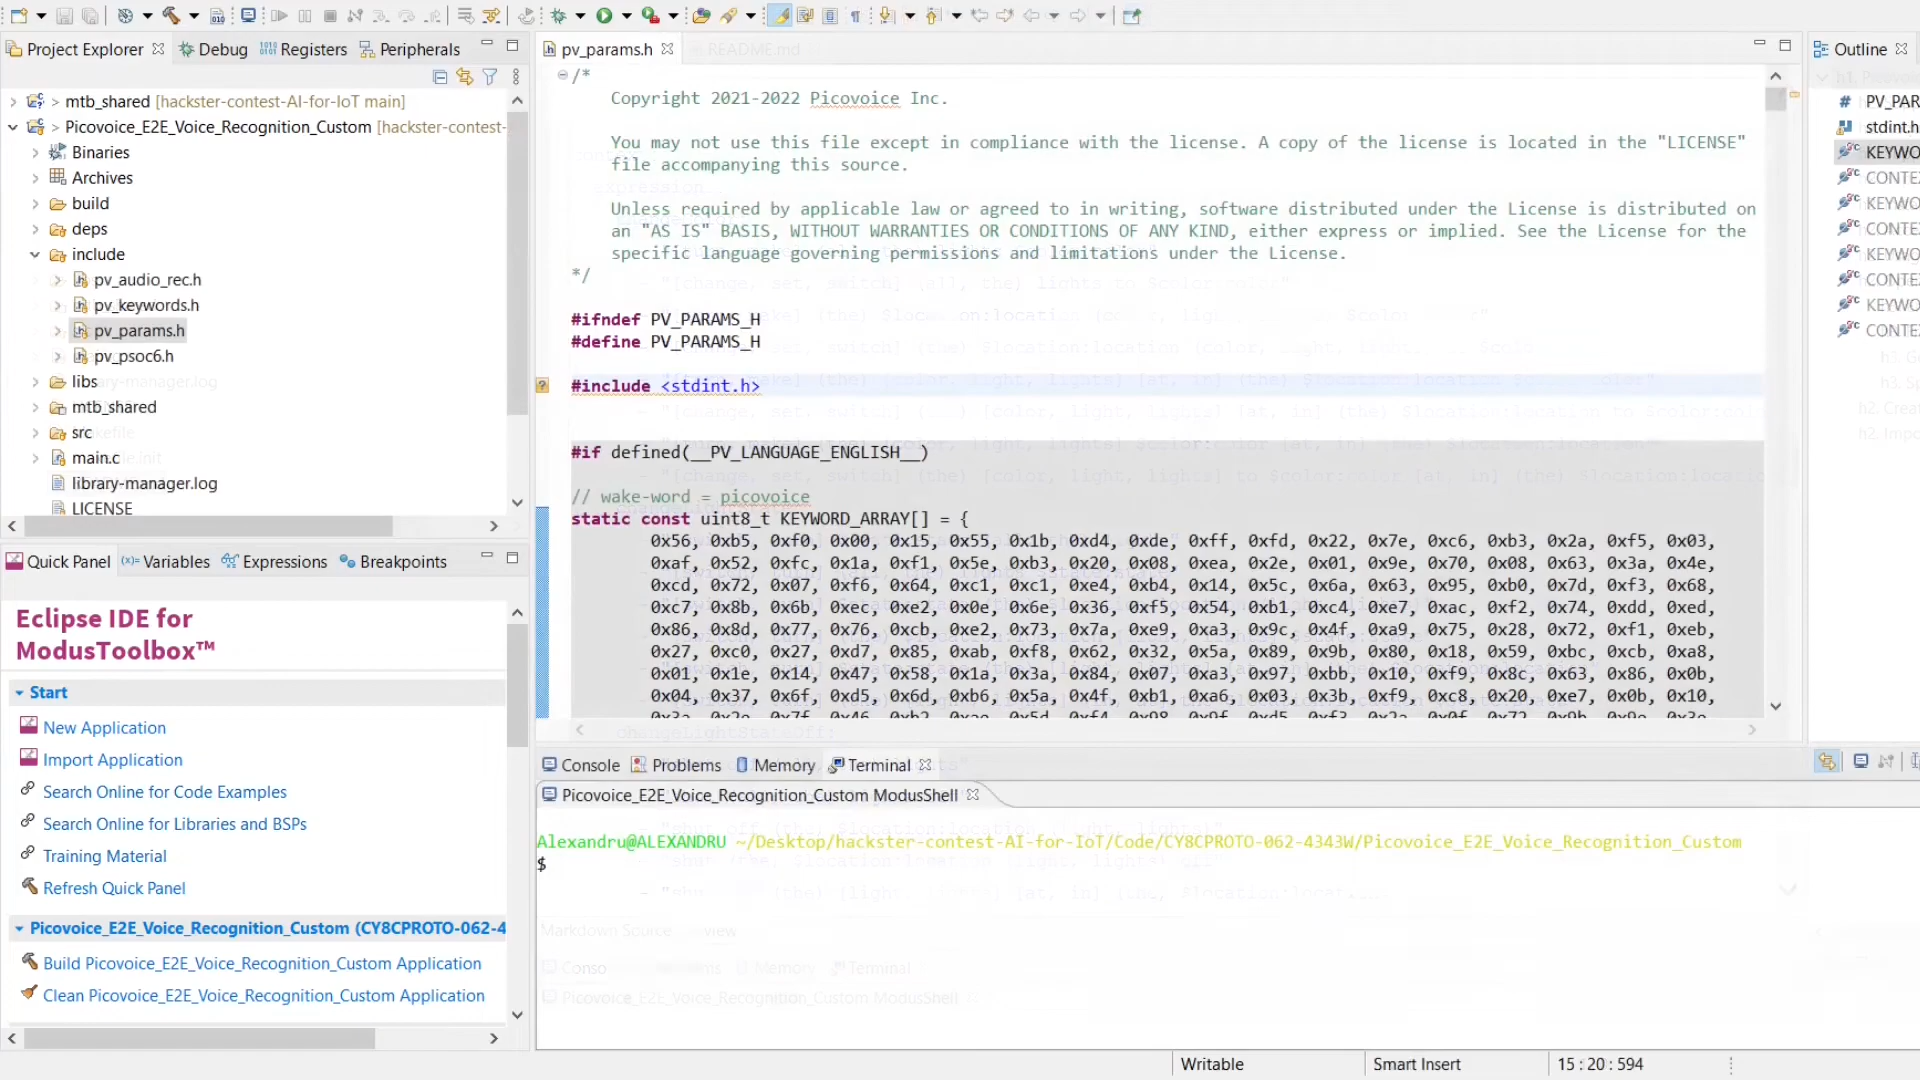 Project Explorer
Debug
Registers
Peripherals
> mtb_shared [hackster-contest-AI-for-IoT main]
> Picovoice_E2E_Voice_Recognition_Custom [hackster-contest-
Binaries
Archives
build
deps
include
pv_audio_rec.h
pv_keywords.h
pv_params.h
pv_psoc6.h
libs
mtb_shared
src
main.c
library-manager.log
LICENSE
Quick Panel
(x)= Variables
Expressions
Breakpoints
Eclipse IDE for
ModusToolbox™
Start
New Application
Import Application
Search Online for Code Examples
Search Online for Libraries and BSPs
Training Material
Refresh Quick Panel
Picovoice_E2E_Voice_Recognition_Custom (CY8CPROTO-062-4
Build Picovoice_E2E_Voice_Recognition_Custom Application
Clean Picovoice_E2E_Voice_Recognition_Custom Application
pv_params.h
README.md
/*
Copyright 2021-2022 Picovoice Inc.
You may not use this file except in compliance with the license. A copy of the license is located in the "LICENSE"
file accompanying this source.
Unless required by applicable law or agreed to in writing, software distributed under the License is distributed on
an "AS IS" BASIS, WITHOUT WARRANTIES OR CONDITIONS OF ANY KIND, either express or implied. See the License for the
specific language governing permissions and limitations under the License.
*/
#ifndef PV_PARAMS_H
#define PV_PARAMS_H
#include <stdint.h>
#if defined(__PV_LANGUAGE_ENGLISH__)
// wake-word = picovoice
static const uint8_t KEYWORD_ARRAY[] = {
0x56, 0xb5, 0xf0, 0x00, 0x15, 0x55, 0x1b, 0xd4, 0xde, 0xff, 0xfd, 0x22, 0x7e, 0xc6, 0xb3, 0x2a, 0xf5, 0x03,
0xaf, 0x52, 0xfc, 0x1a, 0xf1, 0x5e, 0xb3, 0x20, 0x08, 0xea, 0x2e, 0x01, 0x9e, 0x70, 0x08, 0x63, 0x3a, 0x4e,
0xcd, 0x72, 0x07, 0xf6, 0x64, 0xc1, 0xc1, 0xe4, 0xb4, 0x14, 0x5c, 0x6a, 0x63, 0x95, 0xb0, 0x7d, 0xf3, 0x68,
0xc7, 0x8b, 0x6b, 0xec, 0xe2, 0x0e, 0x6e, 0x36, 0xf5, 0x54, 0xb1, 0xc4, 0xe7, 0xac, 0xf2, 0x74, 0xdd, 0xed,
0x86, 0x8d, 0x77, 0x76, 0xcb, 0xe2, 0x73, 0x7a, 0xe9, 0xa3, 0x9c, 0x4f, 0xa9, 0x75, 0x28, 0x72, 0xf1, 0xeb,
0x27, 0xc0, 0x27, 0xd7, 0x85, 0xab, 0xf8, 0x62, 0x32, 0x5a, 0x89, 0x9b, 0x80, 0x18, 0x59, 0xbc, 0xcb, 0xa8,
0x01, 0x1e, 0x14, 0x47, 0x58, 0x1a, 0x3a, 0x84, 0x07, 0xa3, 0x97, 0xbb, 0x10, 0xf9, 0x8c, 0x63, 0x86, 0x0b,
0x04, 0x37, 0x6f, 0xd5, 0x6d, 0xb6, 0x5a, 0x4f, 0xb1, 0xa6, 0x03, 0x3b, 0xf9, 0xc8, 0x20, 0xe7, 0x0b, 0x10,
Console
Problems
Memory
Terminal
Picovoice_E2E_Voice_Recognition_Custom ModusShell
Alexandru@ALEXANDRU ~/Desktop/hackster-contest-AI-for-IoT/Code/CY8CPROTO-062-4343W/Picovoice_E2E_Voice_Recognition_Custom
$
Outline
# PV_PAR
stdint.h
KEYWO
CONTE
KEYWO
CONTE
KEYWO
CONTE
KEYWO
CONTE
Writable
Smart Insert
15 : 20 : 594